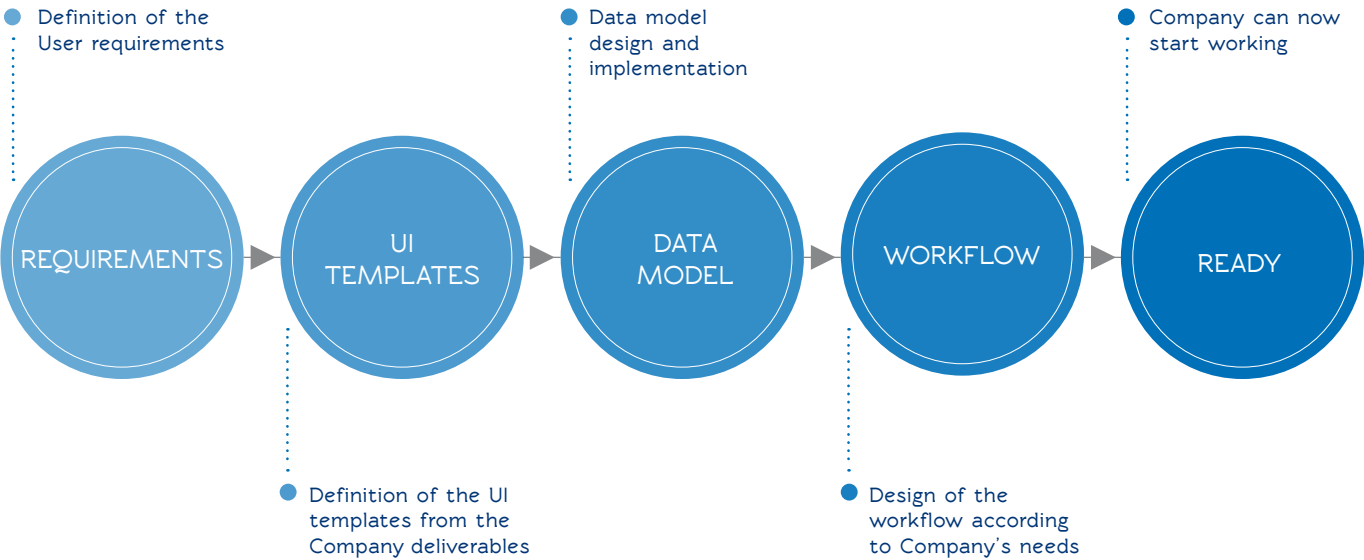 Definition of the
User requirements
Data model
design and
implementation
Company can now
start working
REQUIREMENTS
UI
TEMPLATES
DATA
MODEL
WORKFLOW
READY
Definition of the UI
templates from the
Company deliverables
Design of the
workflow according
to Company's needs